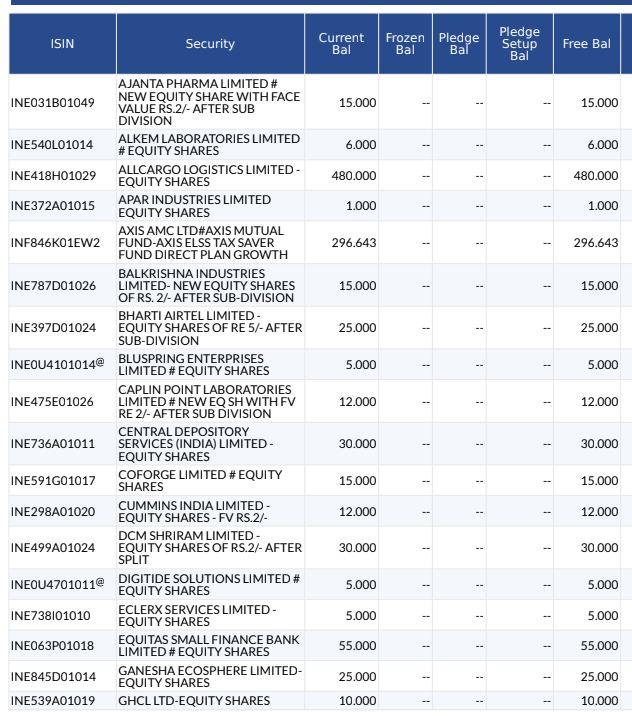 ISIN Security Current Bal Frozen Bal Pledge Bal Pledge Setup Bal Free Bal
INE031B01049 AJANTA PHARMA LIMITED # NEW EQUITY SHARE WITH FACE VALUE RS.2/- AFTER SUB DIVISION 15.000 -- -- -- 15.000
INE540L01014 ALKEM LABORATORIES LIMITED # EQUITY SHARES 6.000 -- -- -- 6.000
INE418H01029 ALLCARGO LOGISTICS LIMITED - EQUITY SHARES 480.000 -- -- -- 480.000
INE372A01015 APAR INDUSTRIES LIMITED EQUITY SHARES 1.000 -- -- -- 1.000
INF846K01EW2 AXIS AMC LTD#AXIS MUTUAL FUND-AXIS ELSS TAX SAVER FUND DIRECT PLAN GROWTH 296.643 -- -- -- 296.643
INE787D01026 BALKRISHNA INDUSTRIES LIMITED- NEW EQUITY SHARES OF RS. 2/- AFTER SUB-DIVISION 15.000 -- -- -- 15.000
INE397D01024 BHARTI AIRTEL LIMITED - EQUITY SHARES OF RE 5/- AFTER SUB-DIVISION 25.000 -- -- -- 25.000
INE0U4101014@ BLUSPRING ENTERPRISES LIMITED # EQUITY SHARES 5.000 -- -- -- 5.000
INE475E01026 CAPLIN POINT LABORATORIES LIMITED # NEW EQ SH WITH FV RE 2/- AFTER SUB DIVISION 12.000 -- -- -- 12.000
INE736A01011 CENTRAL DEPOSITORY SERVICES (INDIA) LIMITED - EQUITY SHARES 30.000 -- -- -- 30.000
INE591G01017 COFORGE LIMITED # EQUITY SHARES 15.000 -- -- -- 15.000
INE298A01020 CUMMINS INDIA LIMITED - EQUITY SHARES - FV RS.2/- 12.000 -- -- -- 12.000
INE499A01024 DCM SHRIRAM LIMITED - EQUITY SHARES OF RS.2/- AFTER SPLIT 30.000 -- -- -- 30.000
INE0U4701011@ DIGITIDE SOLUTIONS LIMITED # EQUITY SHARES 5.000 -- -- -- 5.000
INE738I01010 ECLERX SERVICES LIMITED - EQUITY SHARES 5.000 -- -- -- 5.000
INE063P01018 EQUITAS SMALL FINANCE BANK LIMITED # EQUITY SHARES 55.000 -- -- -- 55.000
INE845D01014 GANESHA ECOSPHERE LIMITED- EQUITY SHARES 25.000 -- -- -- 25.000
INE539A01019 GHCL LTD-EQUITY SHARES 10.000 -- -- -- 10.000